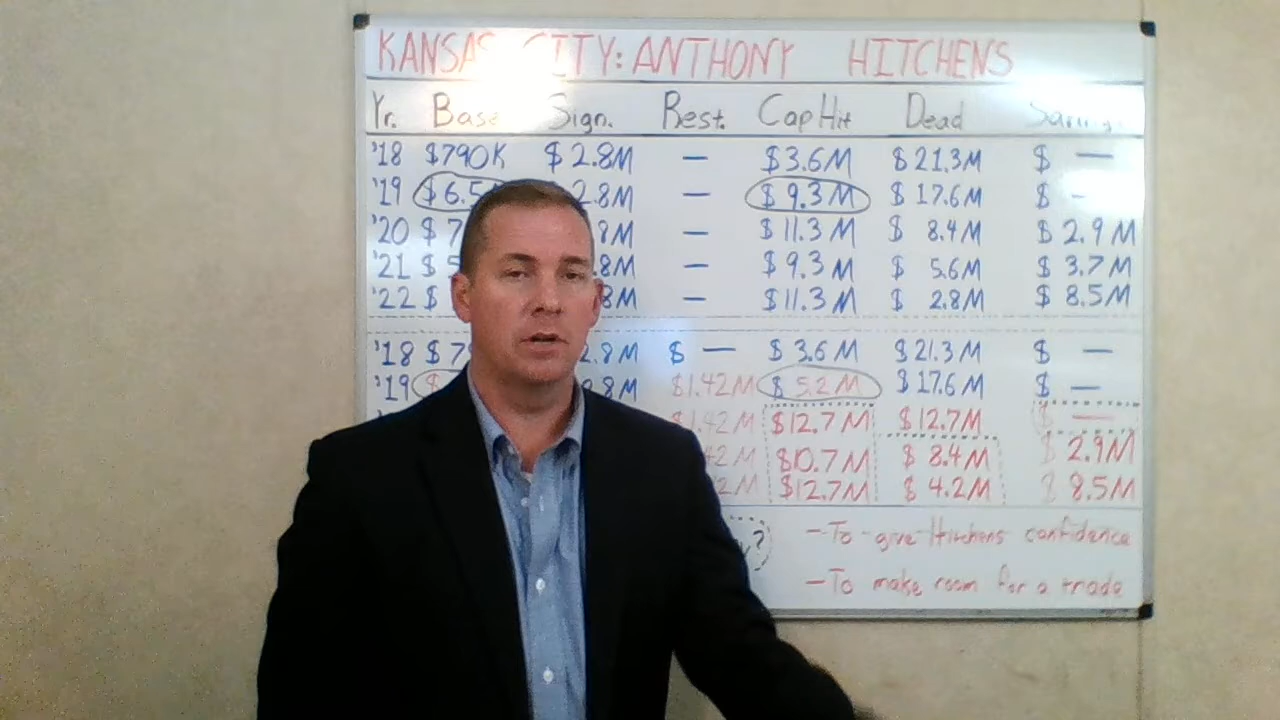 KANSAS CITY: ANTHONY HITCHENS
Yr. Base Sign. Rest. Cap Hit Dead Savings
'18 $790K $2.8M — $3.6M $21.3M $ —
'19 $6.5 2.8M — $9.3M $17.6M $ -
'20 $7 .8M — $11.3M $8.4M $2.9M
'21 $5 .8M — $9.3M $5.6M $3.7M
'22 $ 8M — $11.3M $2.8M $8.5M
'18 $79 2.8M $ — $3.6M $21.3M $ —
'19 $ .8M $1.42M $5.2M $17.6M $ —
1.42M $12.7M $12.7M $ —
42M $10.7M $8.4M $2.9M
2M $12.7M $4.2M $8.5M
? - To give Hitchens confidence
- To make room for a trade